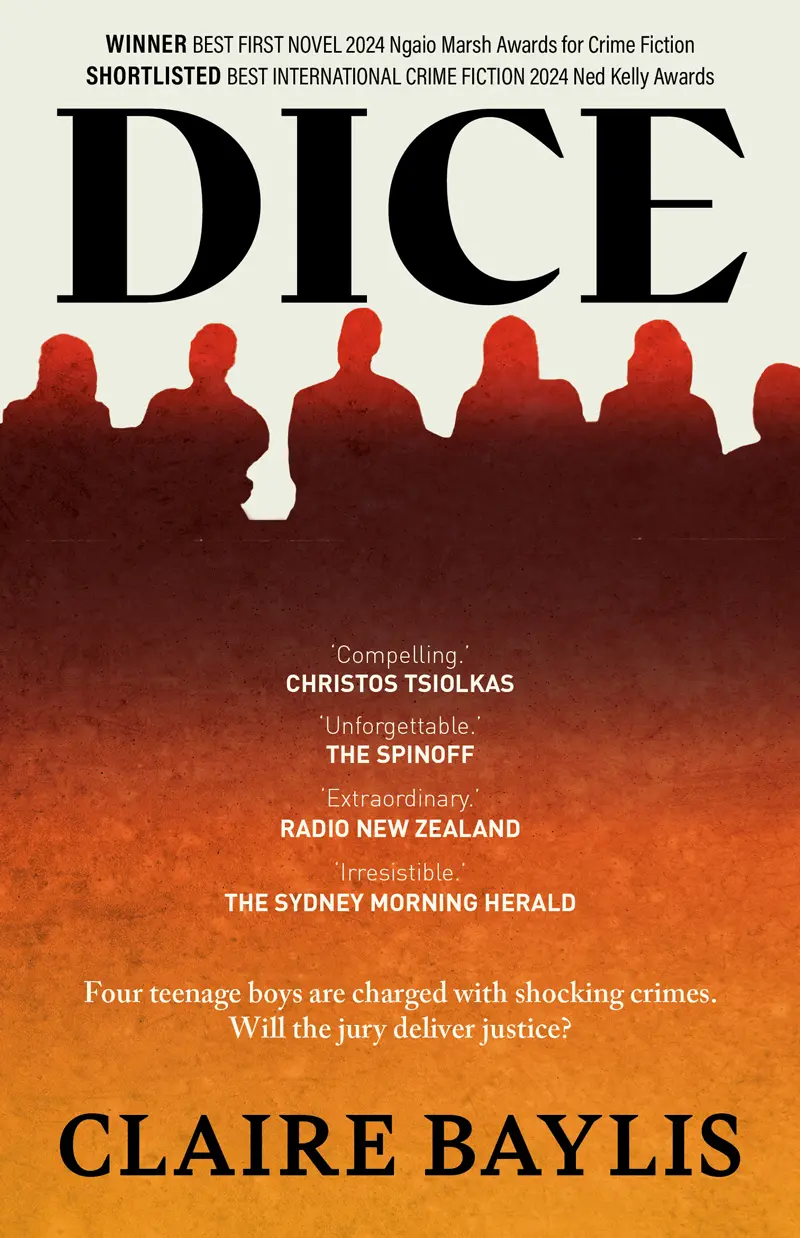 WINNER BEST FIRST NOVEL 2024 Ngaio Marsh Awards for Crime Fiction
SHORTLISTED BEST INTERNATIONAL CRIME FICTION 2024 Ned Kelly Awards
DICE
‘Compelling.’
CHRISTOS TSIOLKAS
‘Unforgettable.’
THE SPINOFF
‘Extraordinary.’
RADIO NEW ZEALAND
‘Irresistible.’
THE SYDNEY MORNING HERALD
Four teenage boys are charged with shocking crimes.
Will the jury deliver justice?
CLAIRE BAYLIS